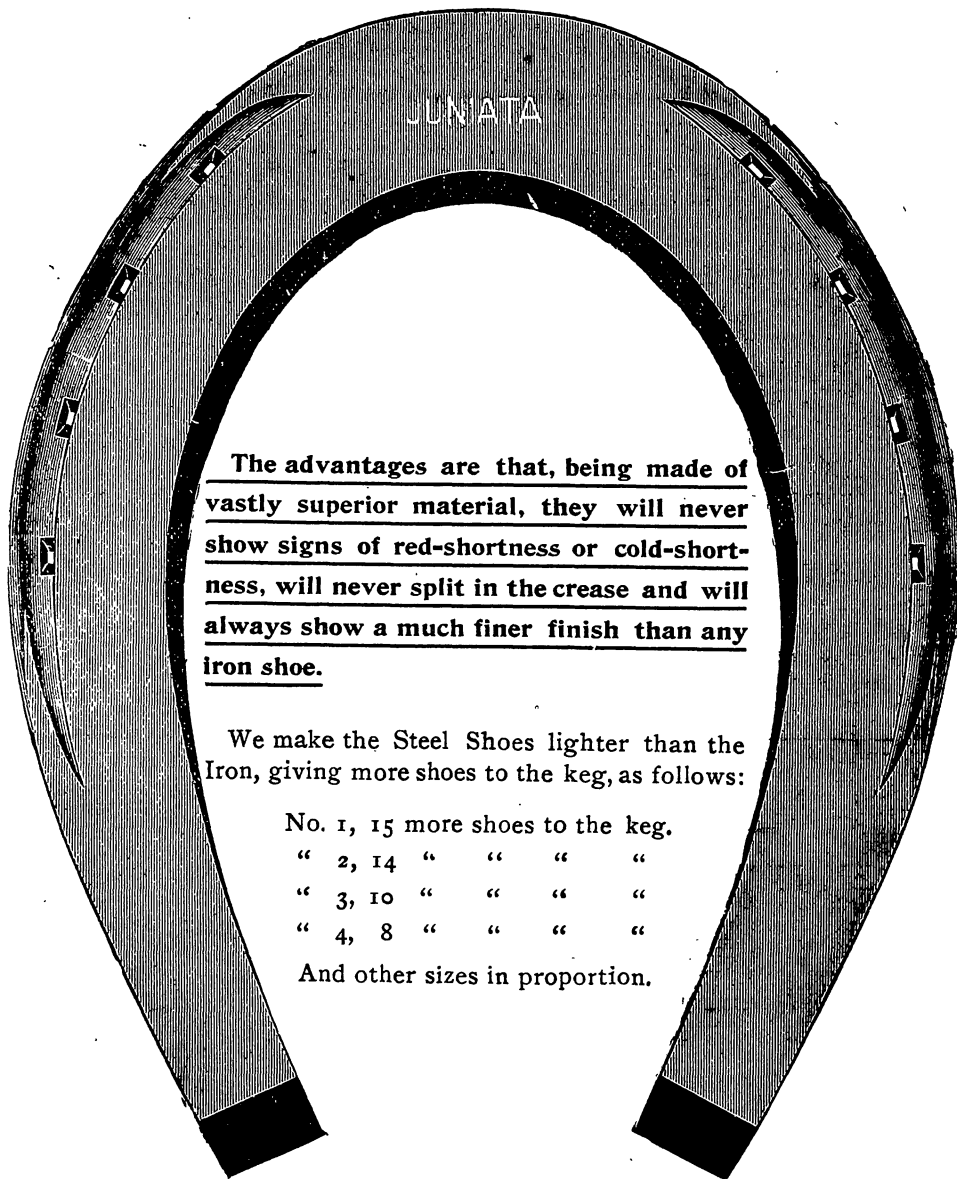 JUNIATA
The advantages are that, being made of
vastly superior material, they will never
show signs of red-shortness or cold-short-
ness, will never split in the crease and will
always show a much finer finish than any
iron shoe.
We make the Steel Shoes lighter than the
Iron, giving more shoes to the keg, as follows:
No. 1, 15 more shoes to the keg.
“ 2, 14 “ “ “ “
“ 3, 10 “ “ “ “
“ 4, 8 “ “ “ “
And other sizes in proportion.